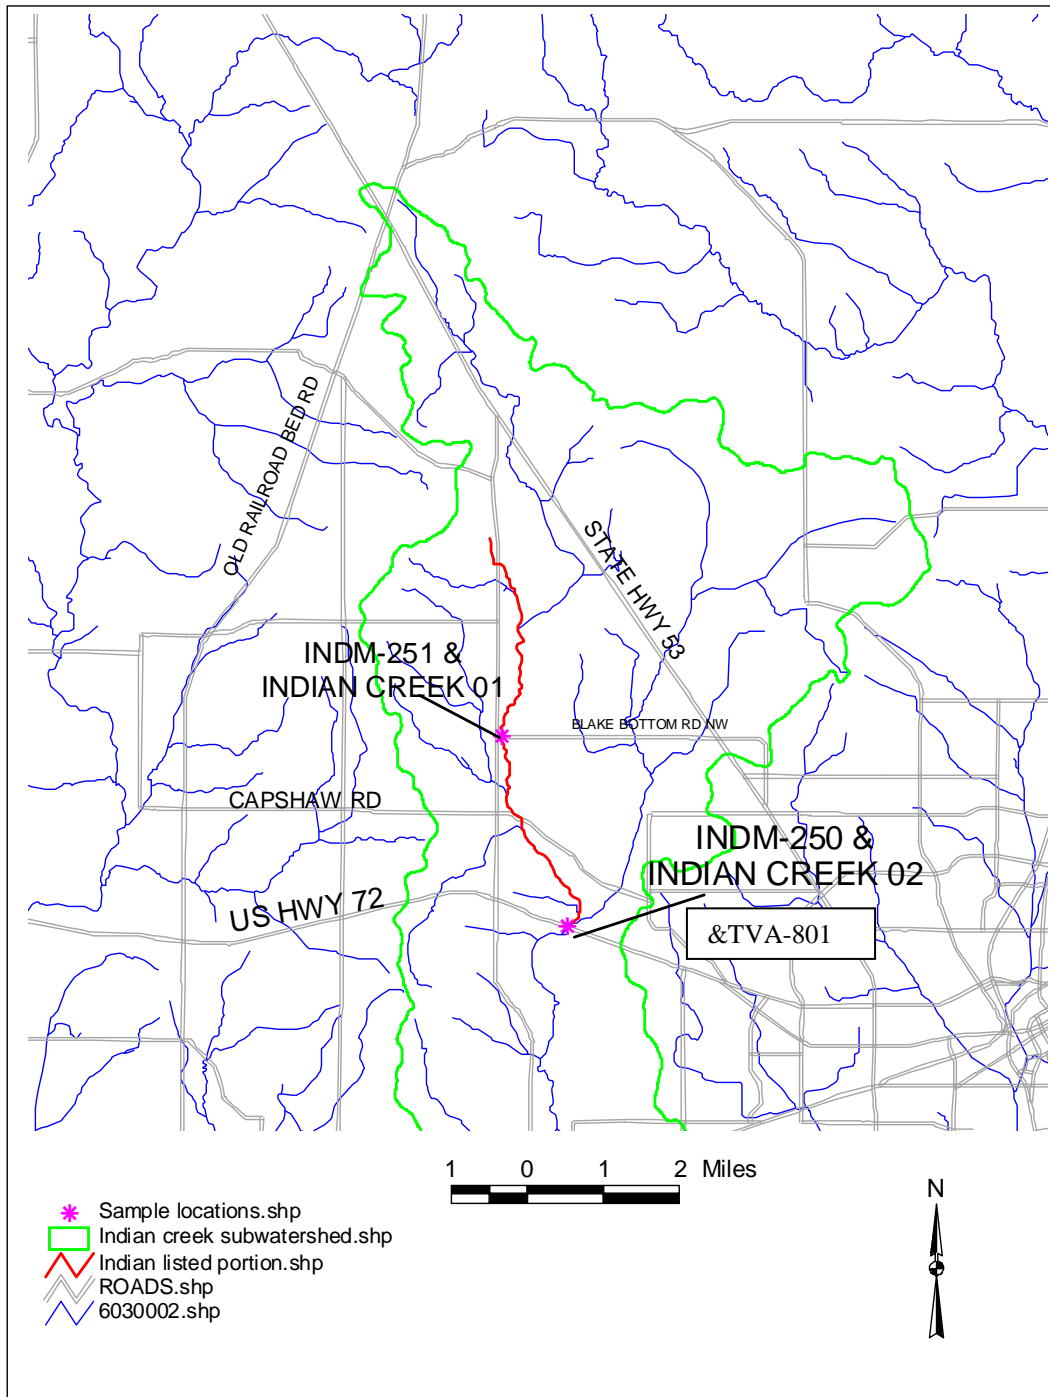 OLD RAILROAD BED RD
STATE HWY 53
INDM-251 &
INDIAN CREEK 01
BLAKE BOTTOM RD NW
CAPSHAW RD
INDM-250 &
INDIAN CREEK 02
US HWY 72
&TVA-801
1 0 1 2 Miles
N
Sample locations.shp
Indian creek subwatershed.shp
Indian listed portion.shp
ROADS.shp
6030002.shp